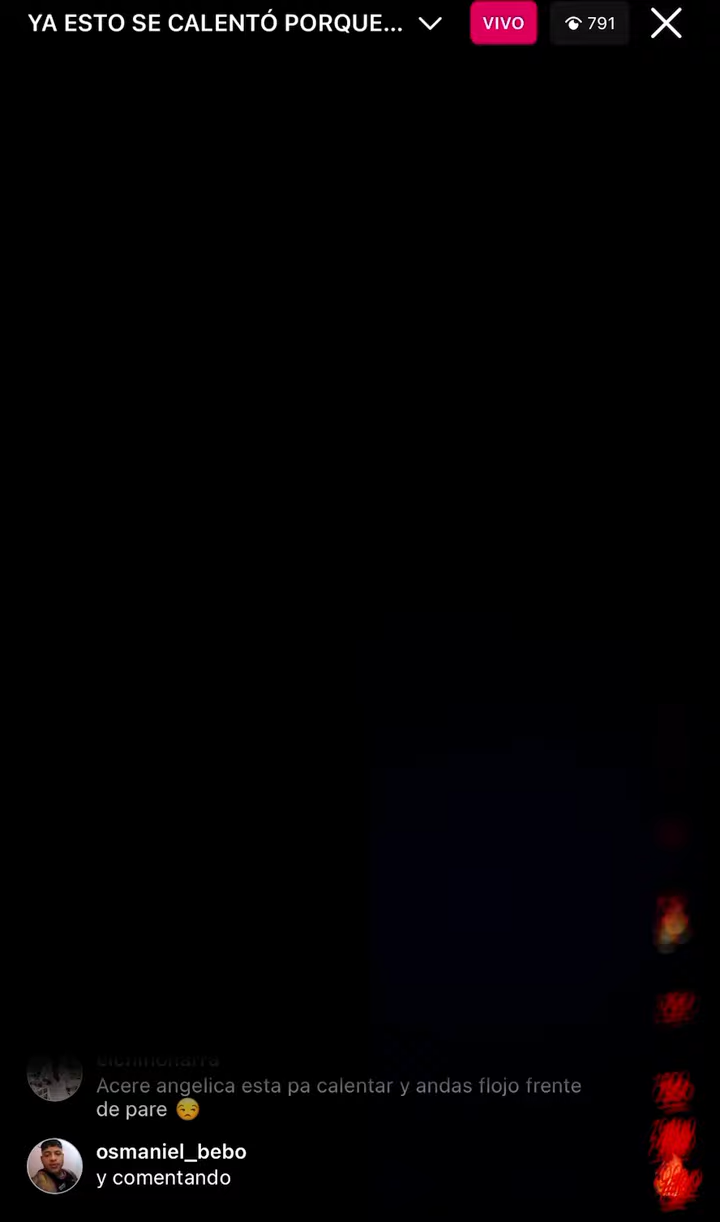 YA ESTO SE CALENTÓ PORQUE...
VIVO
791
Acere angelica esta pa calentar y andas flojo frente
de pare 😒
osmaniel_bebo
y comentando